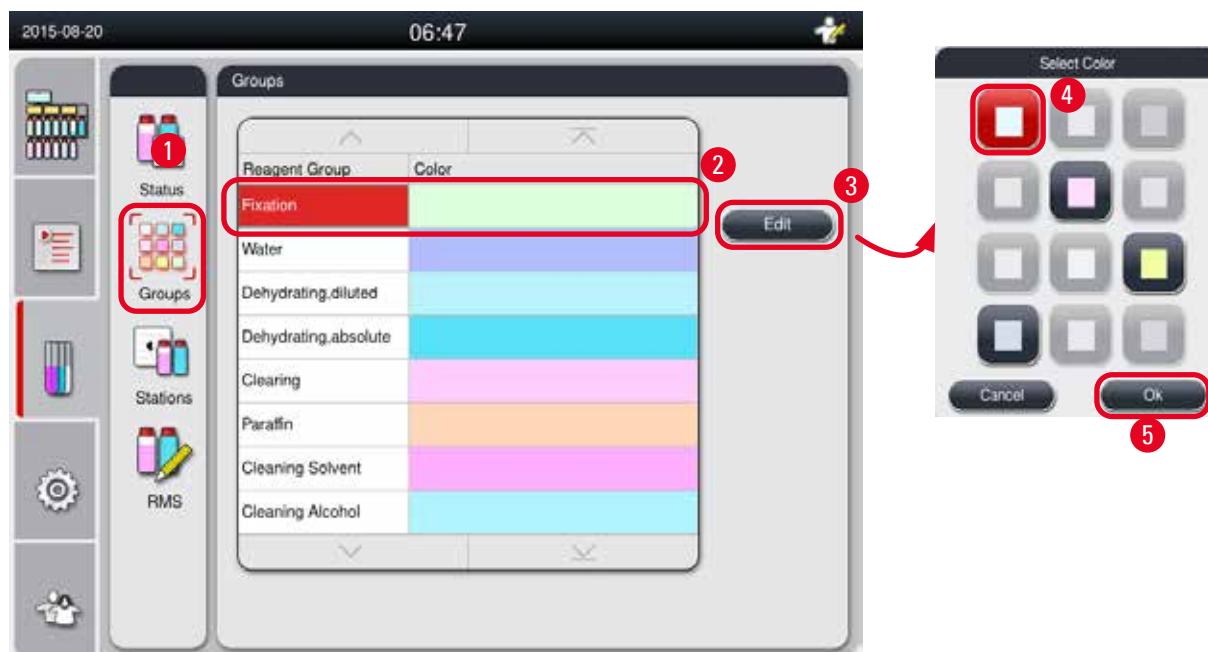 2015-08-20
06:47
Groups
Select Color
4
1
2
3
5
Status
Groups
Stations
RMS
Reagent Group Color
Fixation
Water
Dehydrating,diluted
Dehydrating,absolute
Clearing
Paraffin
Cleaning Solvent
Cleaning Alcohol
Edit
Cancel Ok